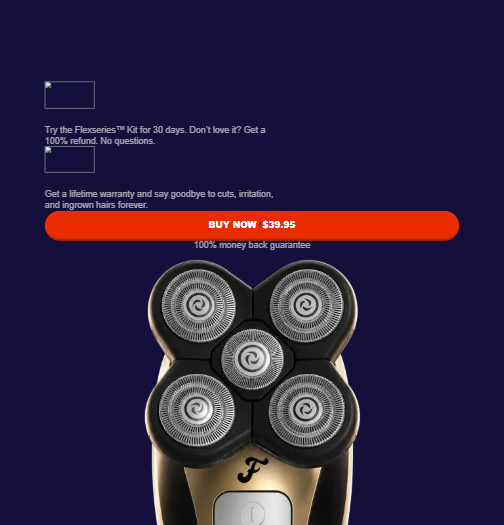 Try the Flexseries™ Kit for 30 days. Don't love it? Get a
100% refund. No questions.
Get a lifetime warranty and say goodbye to cuts, irritation,
and ingrown hairs forever.
BUY NOW $39.95
100% money back guarantee
F